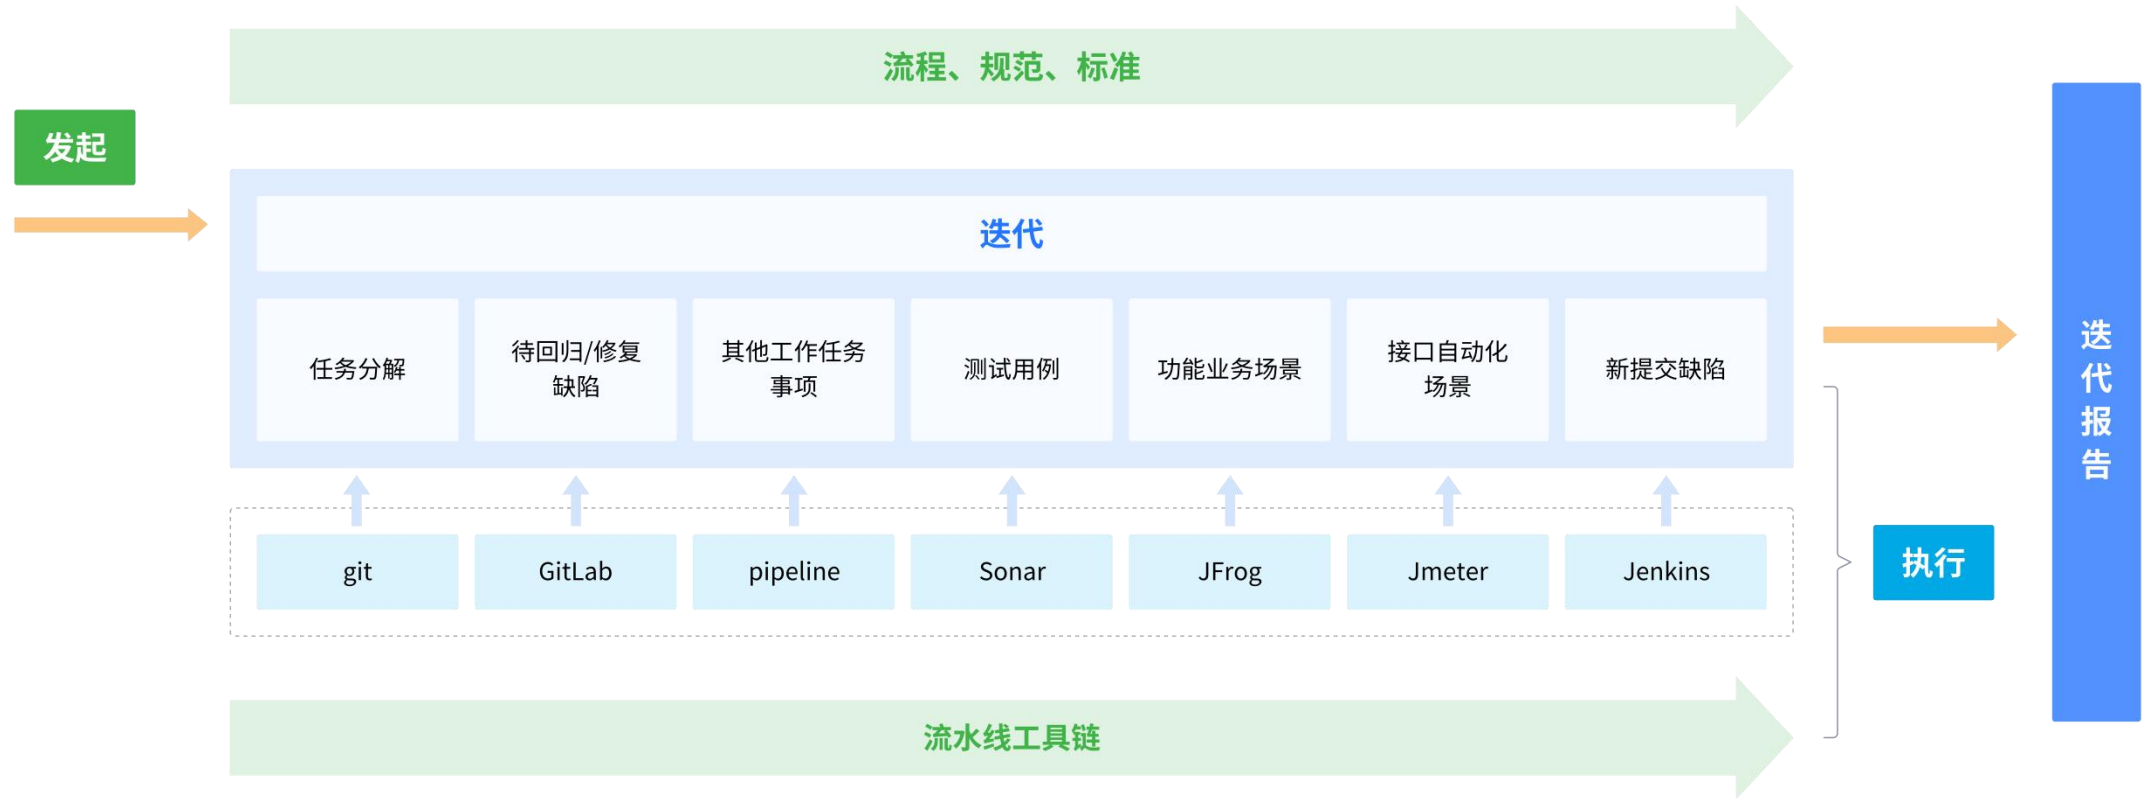 流程、规范、标准
发起
迭代
任务分解
待回归/修复
缺陷
其他工作任务
事项
测试用例
功能业务场景
接口自动化
场景
新提交缺陷
git
GitLab
pipeline
Sonar
JFrog
Jmeter
Jenkins
执行
流水线工具链
迭代报告